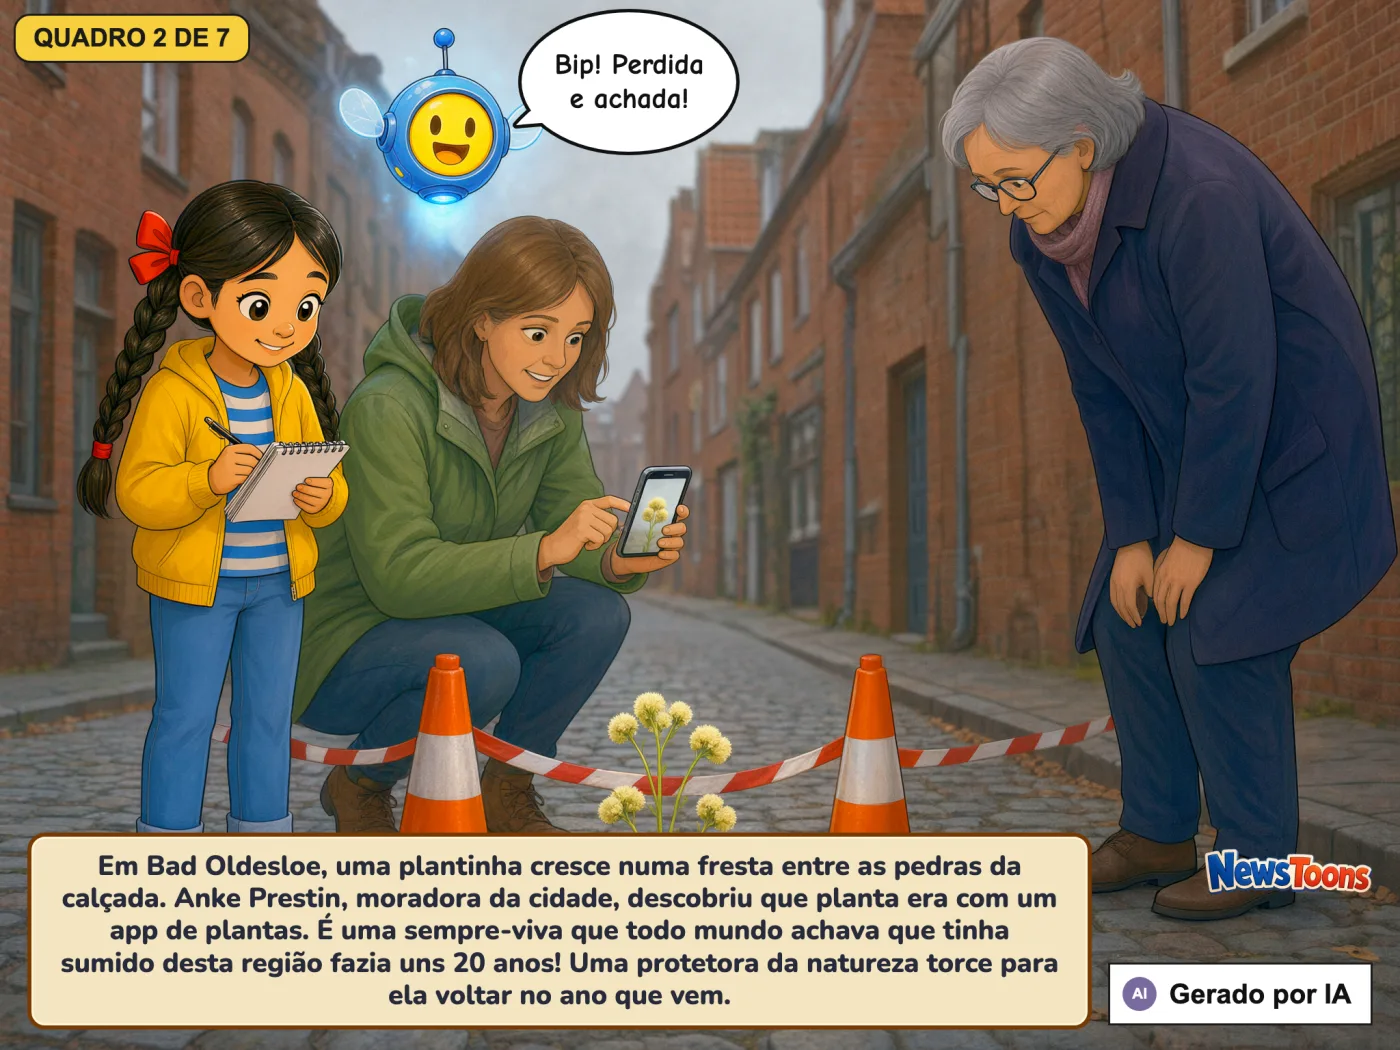 QUADRO 2 DE 7
Bip! Perdida
e achada!
Em Bad Oldesloe, uma plantinha cresce numa fresta entre as pedras da
calçada. Anke Prestin, moradora da cidade, descobriu que planta era com um
app de plantas. É uma sempre-viva que todo mundo achava que tinha
sumido desta região fazia uns 20 anos! Uma protetora da natureza torce para
ela voltar no ano que vem.
NewsToons
AI Gerado por IA